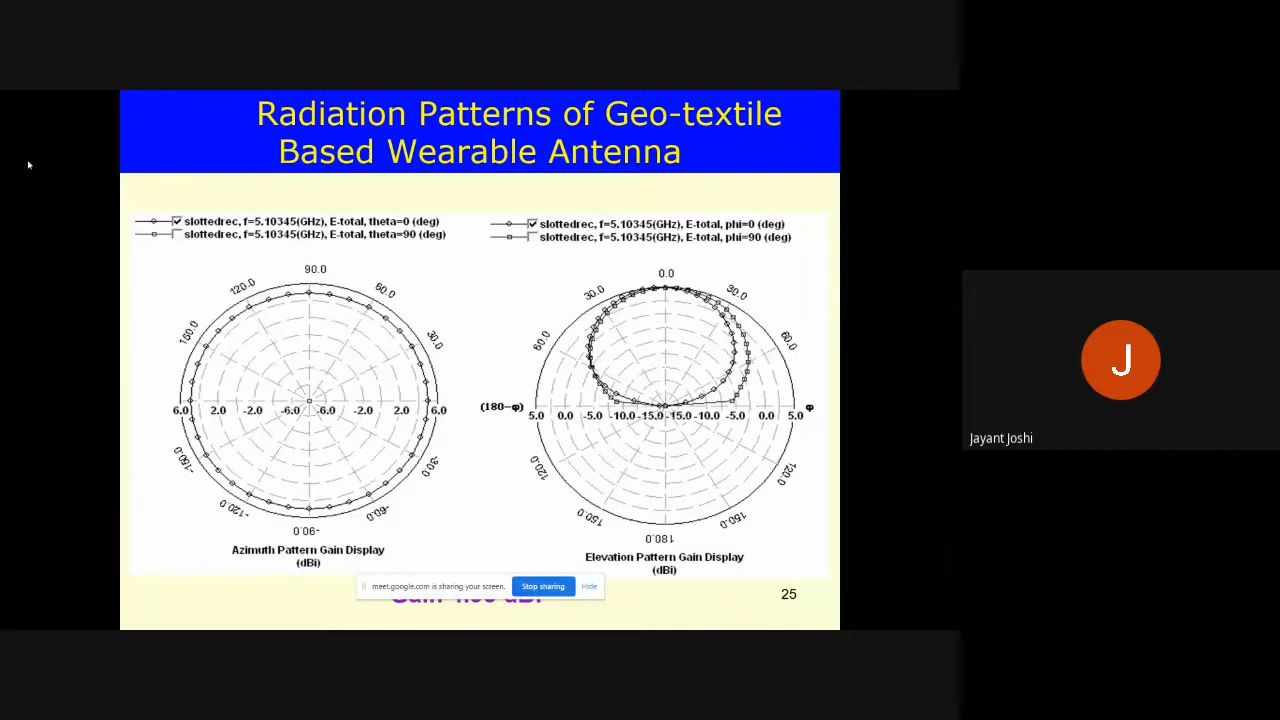 Radiation Patterns of Geo-textile
Based Wearable Antenna
slottedrec, f=5.10345(GHz), E-total, theta=0 (deg)
slottedrec, f=5.10345(GHz), E-total, theta=90 (deg)
90.0
120.0
60.0
150.0
30.0
6.0 2.0 -2.0 -6.0 -6.0 -2.0 2.0 6.0
-150.0
-30.0
-120.0
-60.0
-90.0
Azimuth Pattern Gain Display
(dBi)
slottedrec, f=5.10345(GHz), E-total, phi=0 (deg)
slottedrec, f=5.10345(GHz), E-total, phi=90 (deg)
0.0
30.0
30.0
60.0
60.0
(180-φ)
φ
5.0 0.0 -5.0 -10.0 -15.0 -15.0 -10.0 -5.0 0.0 5.0
120.0
120.0
150.0
150.0
180.0
Elevation Pattern Gain Display
(dBi)
meet.google.com is sharing your screen. Stop sharing Hide
25
J
Jayant Joshi